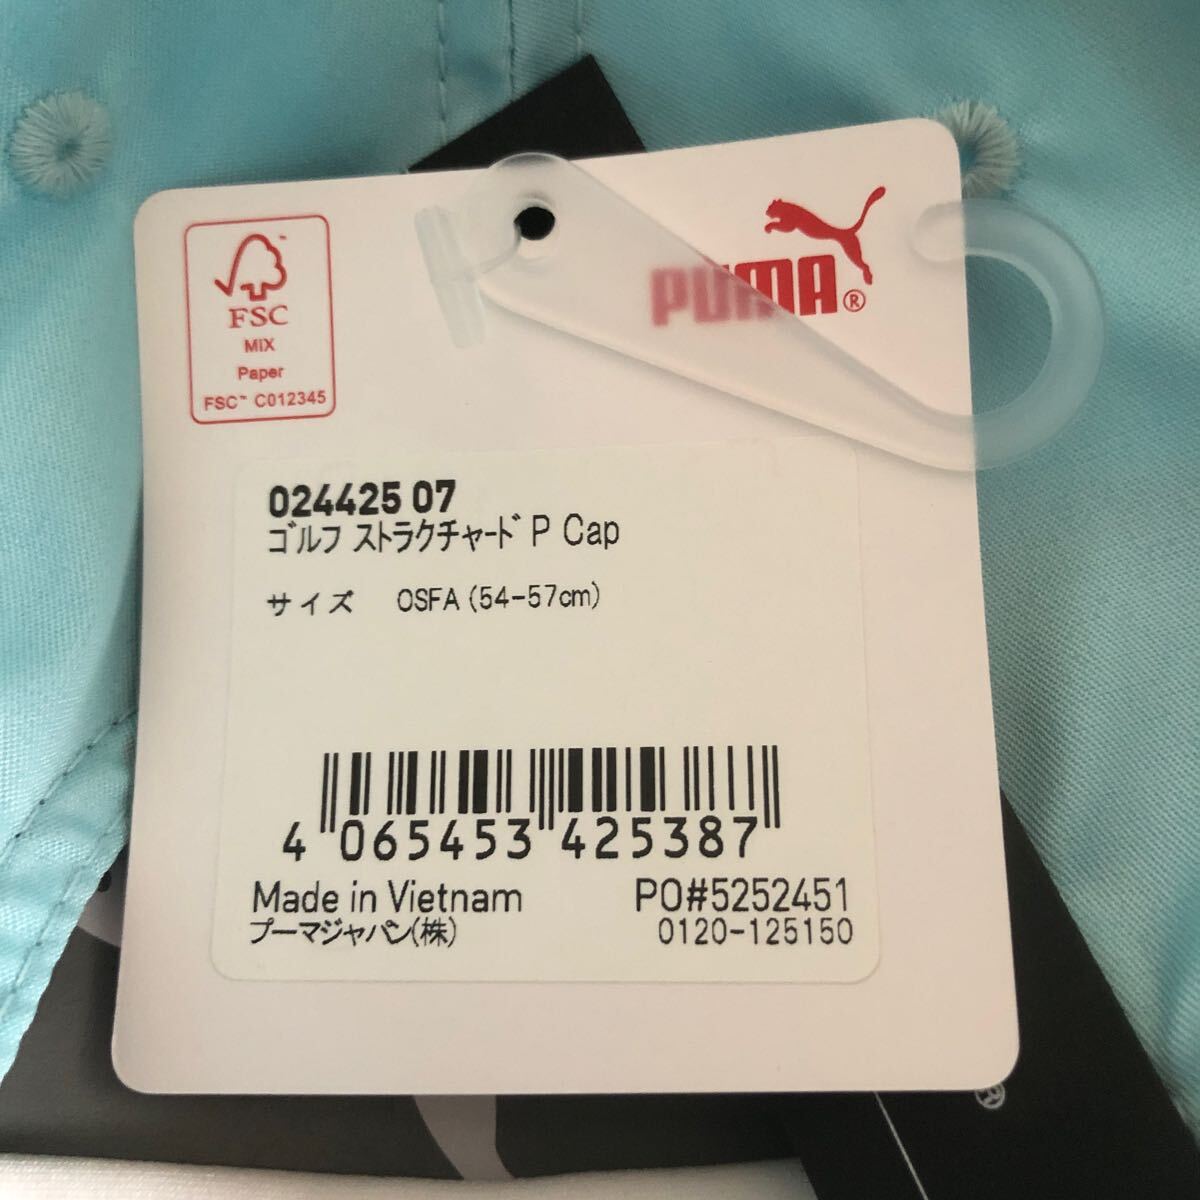 FSC
MIX
Paper
FSC™ C012345
PUMA®
024425 07
ゴルフ ストラクチャード P Cap
サイズ OSFA (54-57cm)
4 065453 425387
Made in Vietnam PO#5252451
プーマジャパン(株) 0120-125150
®